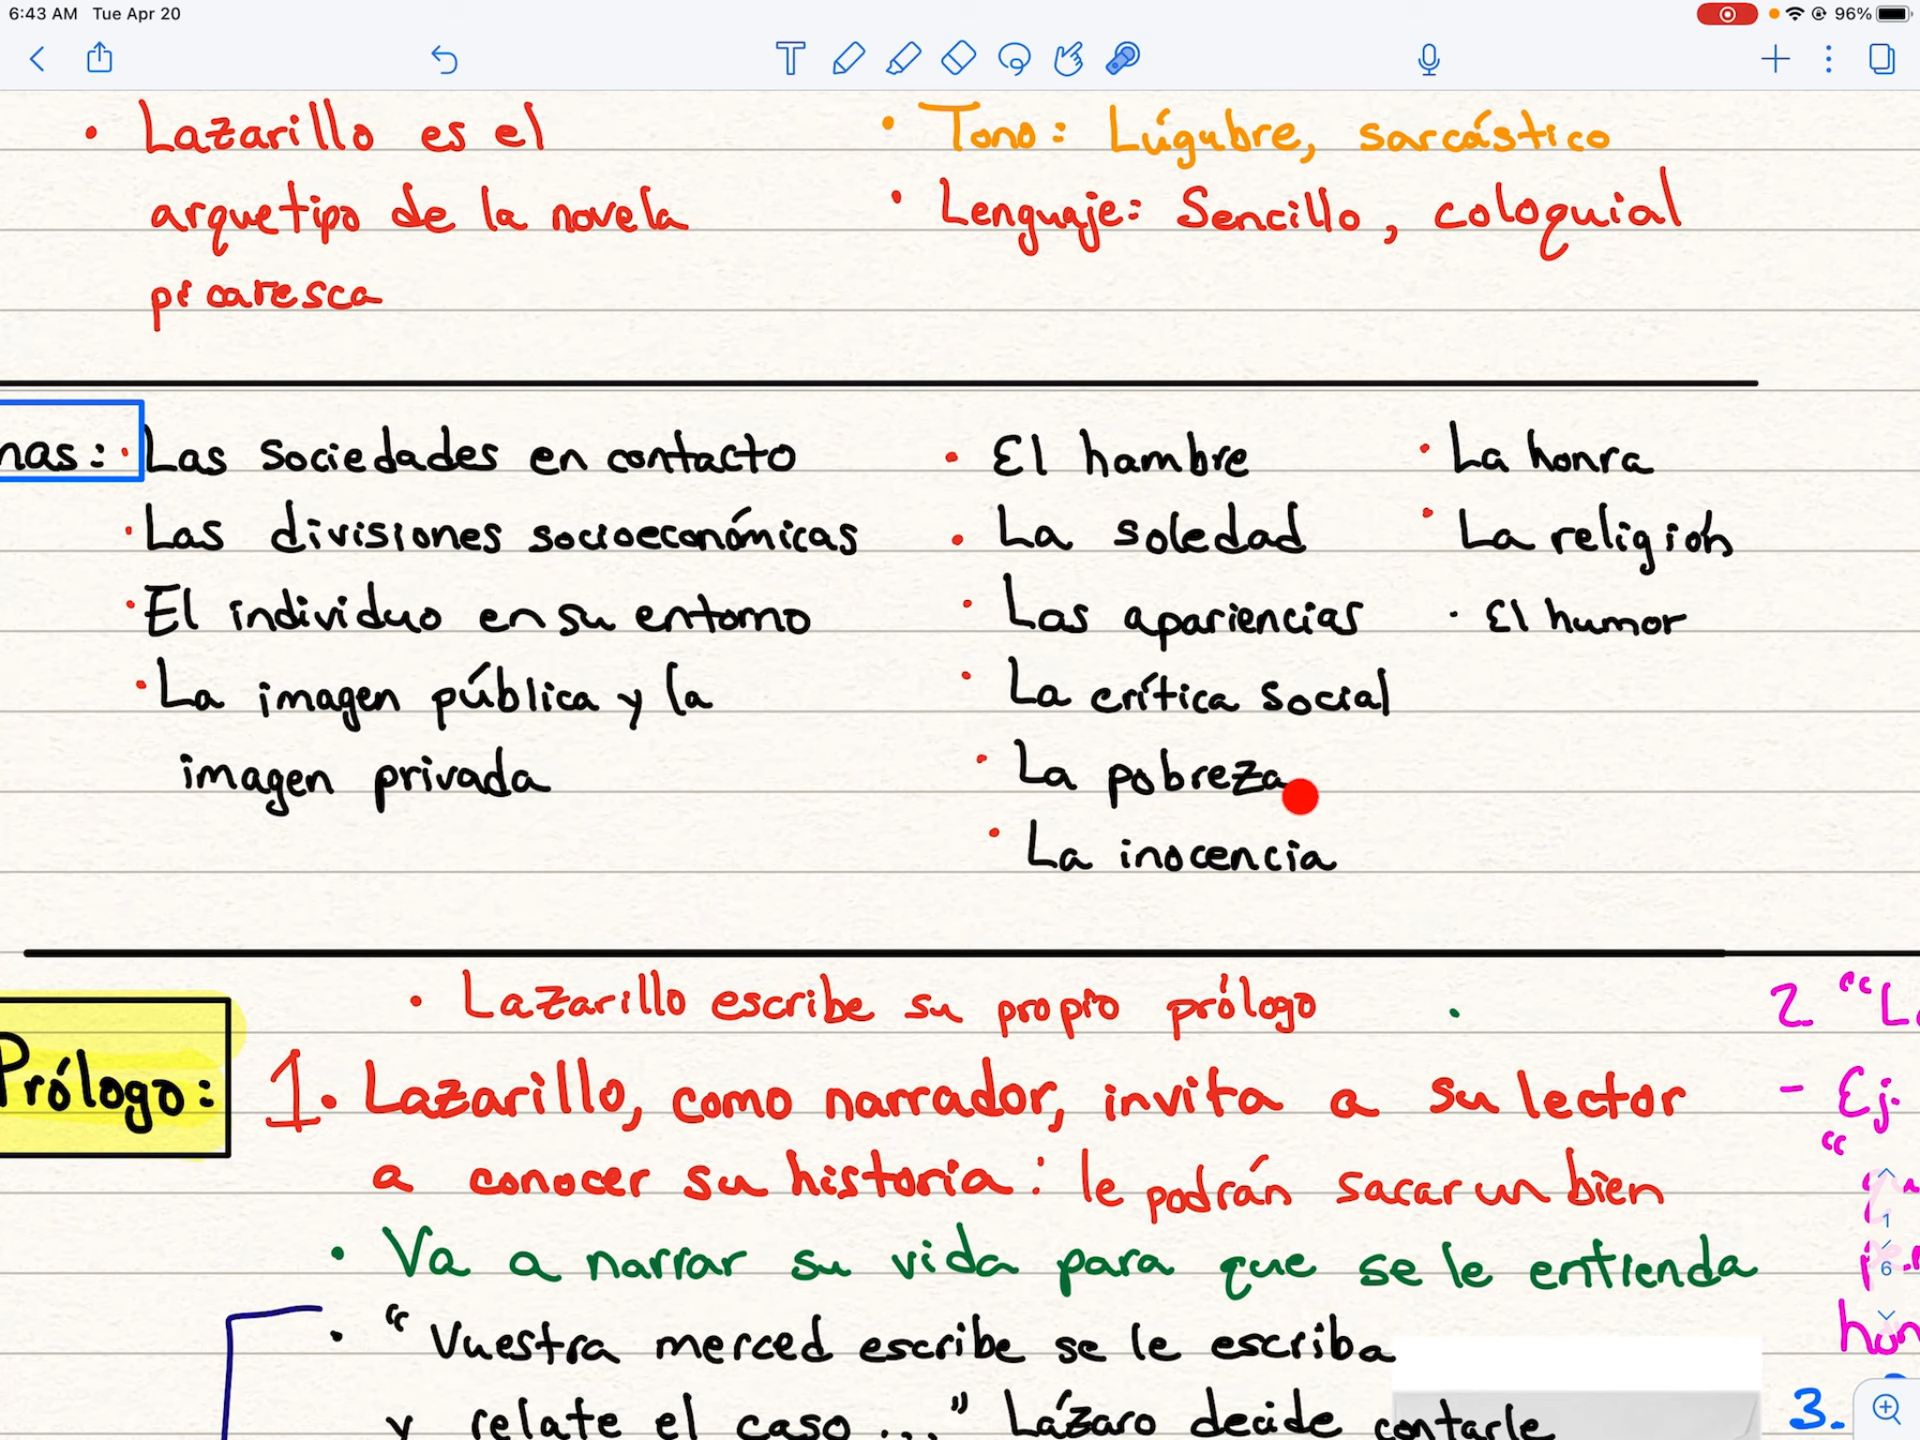 6:43 AM Tue Apr 20
96%
• Lazarillo es el
arquetipo de la novela
picaresca
• Tono: Lúgubre, sarcástico
• Lenguaje: Sencillo, coloquial
mas: • Las sociedades en contacto
• Las divisiones socioeconómicas
• El individuo en su entorno
• La imagen pública y la
imagen privada
• El hambre
• La soledad
• Las apariencias
• La crítica social
• La pobreza
• La inocencia
• La honra
• La religión
• El humor
• Lazarillo escribe su propio prólogo
Prólogo:
1. Lazarillo, como narrador, invita a su lector
a conocer su historia: le podrán sacar un bien
• Va a narrar su vida para que se le entienda
• "Vuestra merced escribe se le escriba
y relate el caso ..." Lázaro decide contarle
2 "L
- Ej.
"
1
6
3.